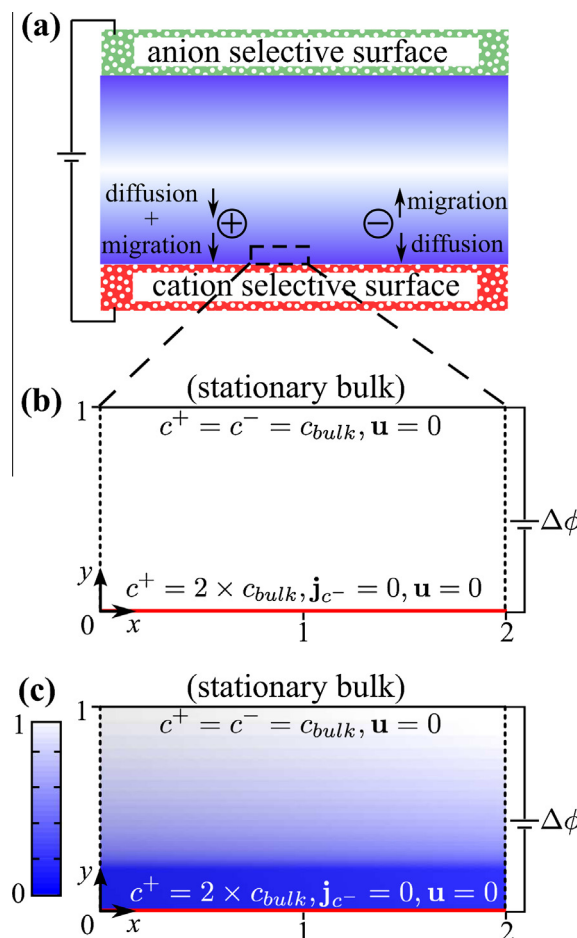 (a)
anion selective surface
diffusion
+
migration
+
−
migration
diffusion
cation selective surface
(b)
(stationary bulk)
1
c⁺ = c⁻ = c_bulk, u = 0
Δϕ
y
c⁺ = 2 × c_bulk, j_c⁻ = 0, u = 0
0
x
1
2
(c)
(stationary bulk)
1
1
c⁺ = c⁻ = c_bulk, u = 0
Δϕ
y
0
c⁺ = 2 × c_bulk, j_c⁻ = 0, u = 0
0
x
1
2